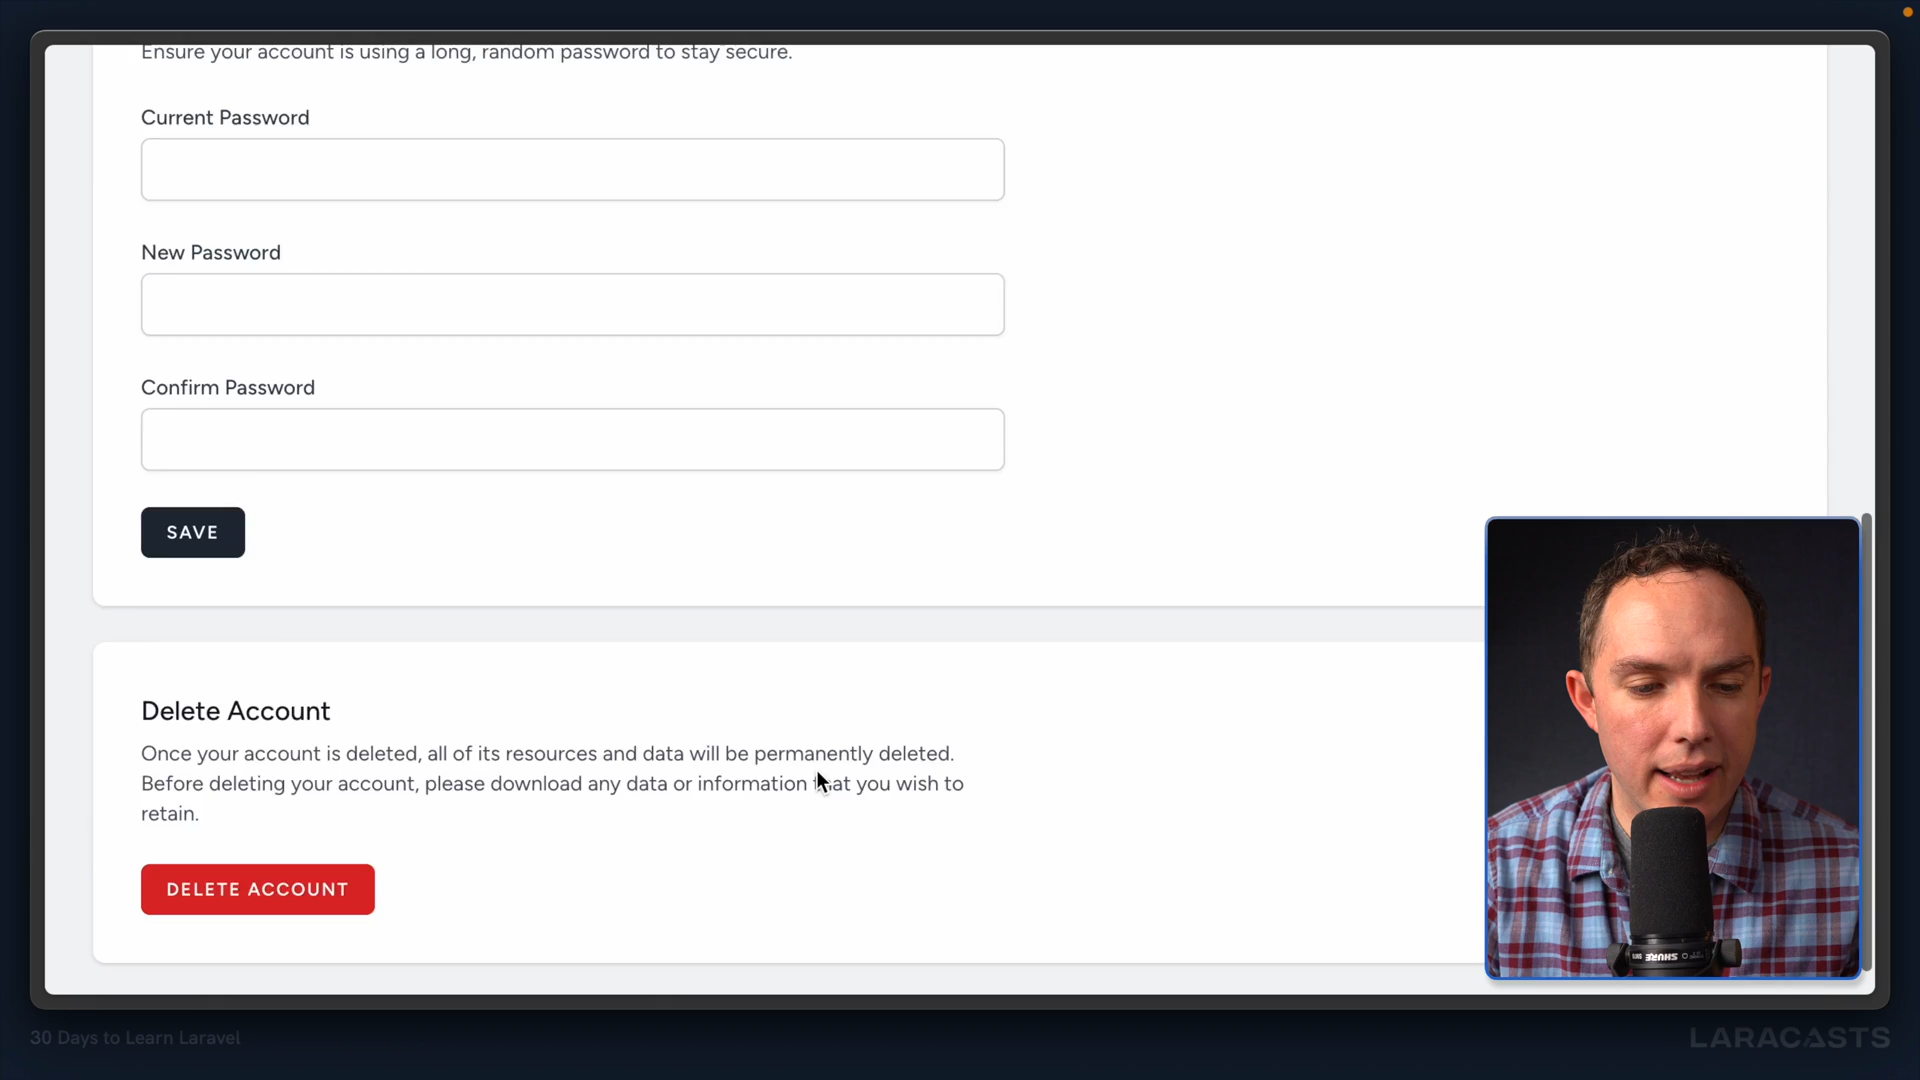 Ensure your account is using a long, random password to stay secure.
Current Password
New Password
Confirm Password
SAVE
Delete Account
Once your account is deleted, all of its resources and data will be permanently deleted.
Before deleting your account, please download any data or information that you wish to
retain.
DELETE ACCOUNT
SHURE
30 Days to Learn Laravel
LARACASTS